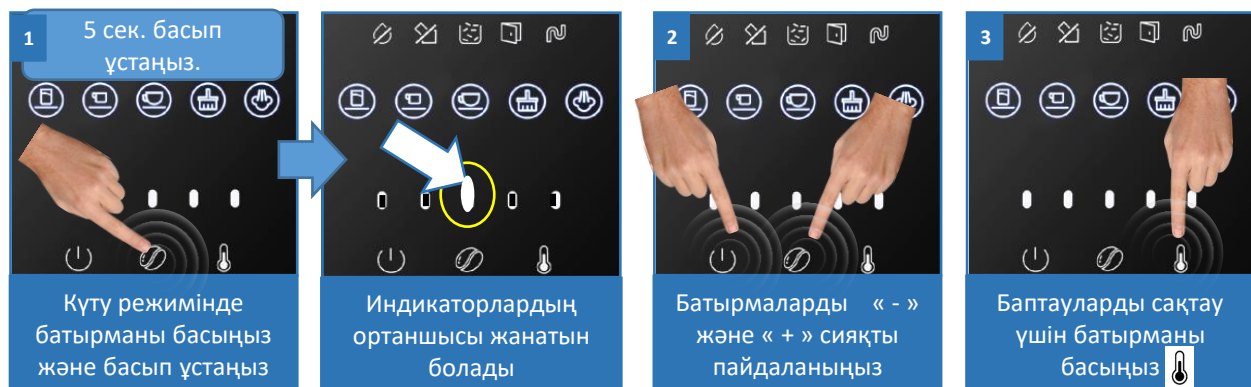 1
5 сек. басып
ұстаңыз.
Күту режимінде
батырманы басыңыз
және басып ұстаңыз
Индикаторлардың
ортаншысы жанатын
болады
2
Батырмаларды « - »
және « + » сияқты
пайдаланыңыз
3
Баптауларды сақтау
үшін батырманы
басыңыз